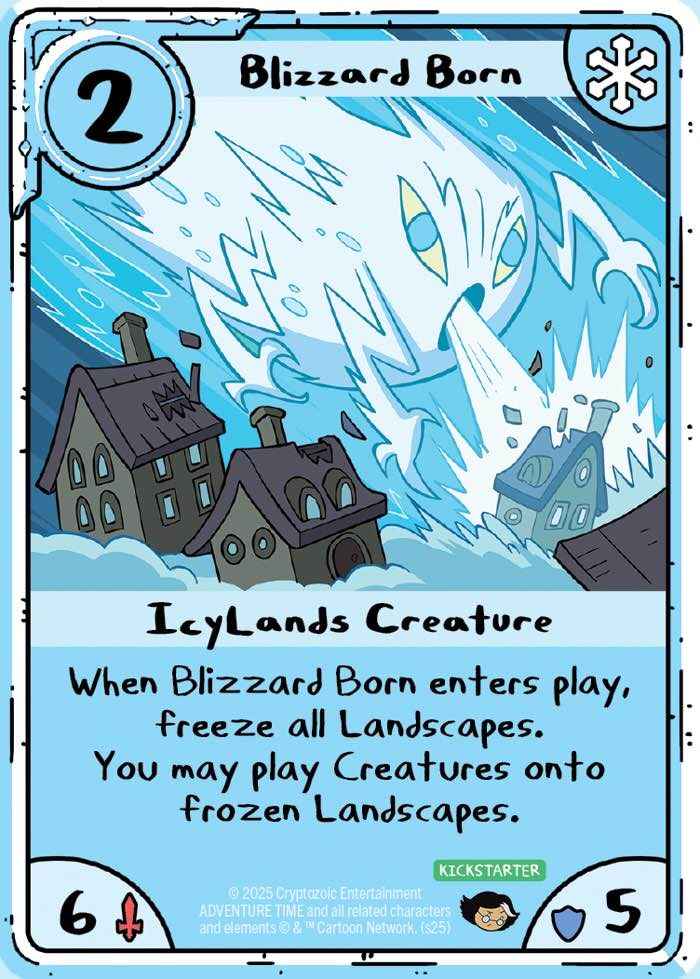 2
Blizzard Born
IcyLands Creature
When Blizzard Born enters play,
freeze all Landscapes.
You may play Creatures onto
frozen Landscapes.
KICKSTARTER
6
© 2025 Cryptozoic Entertainment
ADVENTURE TIME and all related characters
and elements © & ™ Cartoon Network. (s25)
5